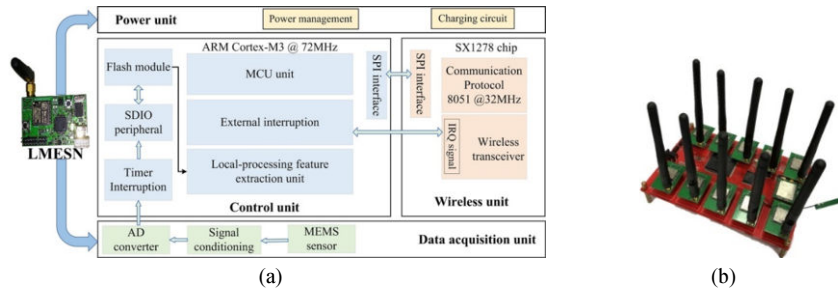 Power unit
Power management
Charging circuit
ARM Cortex-M3 @ 72MHz
SX1278 chip
Flash module
MCU unit
SPI interface
SPI interface
Communication
Protocol
8051 @32MHz
SDIO
peripheral
External interruption
IRQ signal
Wireless
transceiver
LMESN
Timer
Interruption
Local-processing feature
extraction unit
Control unit
Wireless unit
AD
converter
Signal
conditioning
MEMS
sensor
Data acquisition unit
(a)
(b)